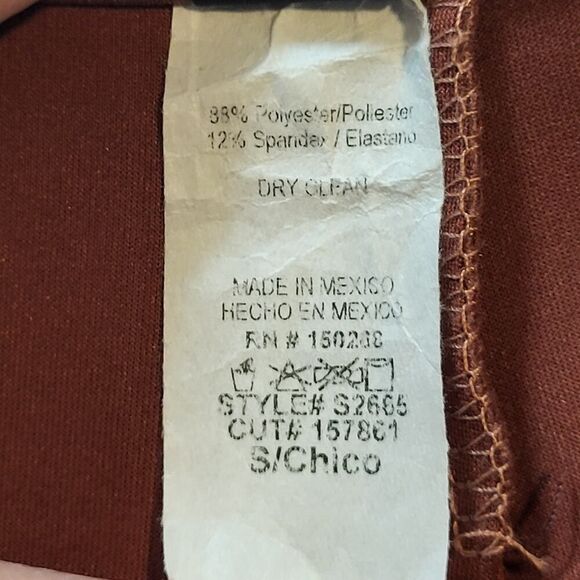 88% Polyester/Poliester
12% Spandex / Elastano
DRY CLEAN
MADE IN MEXICO
HECHO EN MEXICO
RN #
STYLE# S2665
CUT# 157861
S/Chico